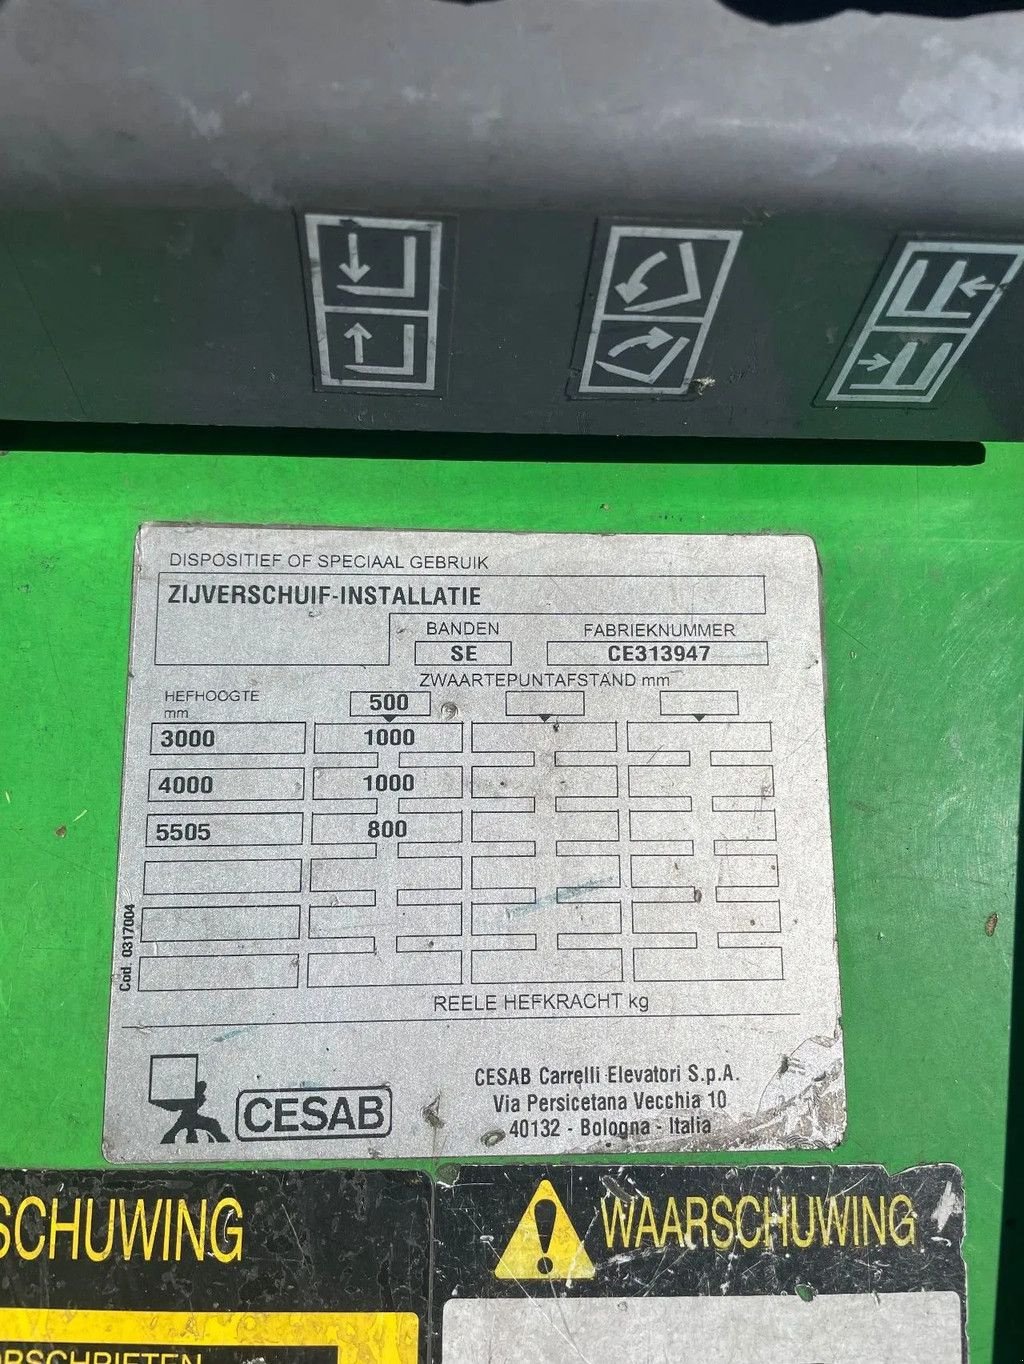 DISPOSITIEF OF SPECIAAL GEBRUIK
ZIJVERSCHUIF-INSTALLATIE
BANDEN FABRIEKNUMMER
SE CE313947
ZWAARTEPUNTAFSTAND mm
HEFHOOGTE
mm
500
3000 1000
4000 1000
5505 800
Cod. 0317004
REELE HEFKRACHT kg
CESAB
CESAB Carrelli Elevatori S.p.A.
Via Persicetana Vecchia 10
40132 - Bologna - Italia
SCHUWING
WAARSCHUWING